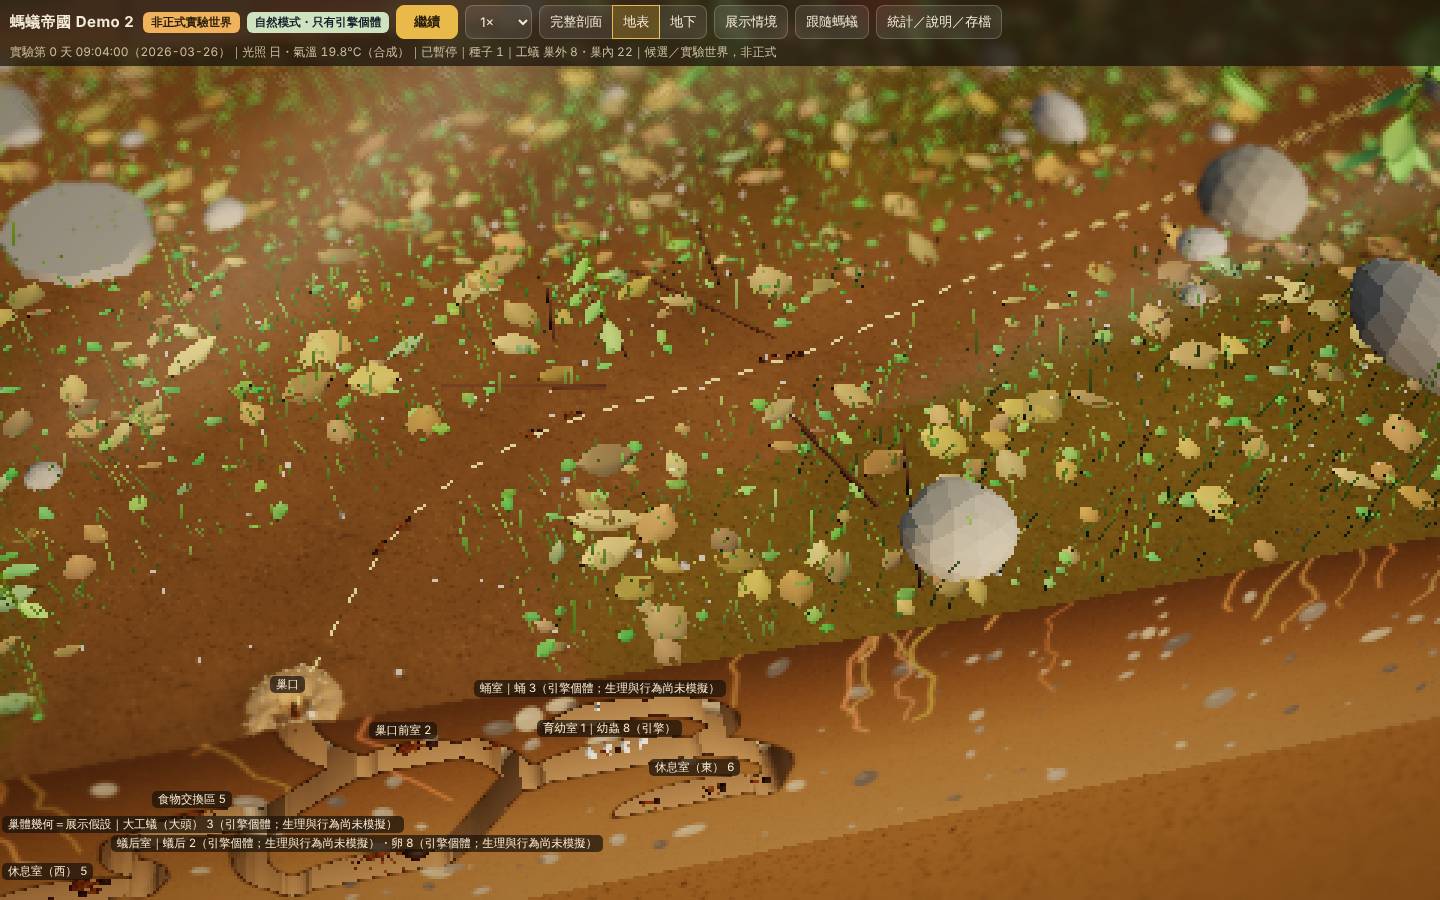 螞蟻帝國 Demo 2 非正式實驗世界 自然模式・只有引擎個體 繼續 1× 完整剖面 地表 地下 展示情境 跟隨螞蟻 統計／說明／存檔
實驗第 0 天 09:04:00（2026-03-26）｜光照 日・氣溫 19.8°C（合成）｜已暫停｜種子 1｜工蟻 巢外 8・巢內 22｜候選／實驗世界，非正式
巢口
蛹室｜蛹 3（引擎個體；生理與行為尚未模擬）
巢口前室 2
育幼室 1｜幼蟲 8（引擎）
休息室（東） 6
食物交換區 5
巢體幾何＝展示假設｜大工蟻（大頭） 3（引擎個體；生理與行為尚未模擬）
蟻后室｜蟻后 2（引擎個體；生理與行為尚未模擬）・卵 8（引擎個體；生理與行為尚未模擬）
休息室（西） 5